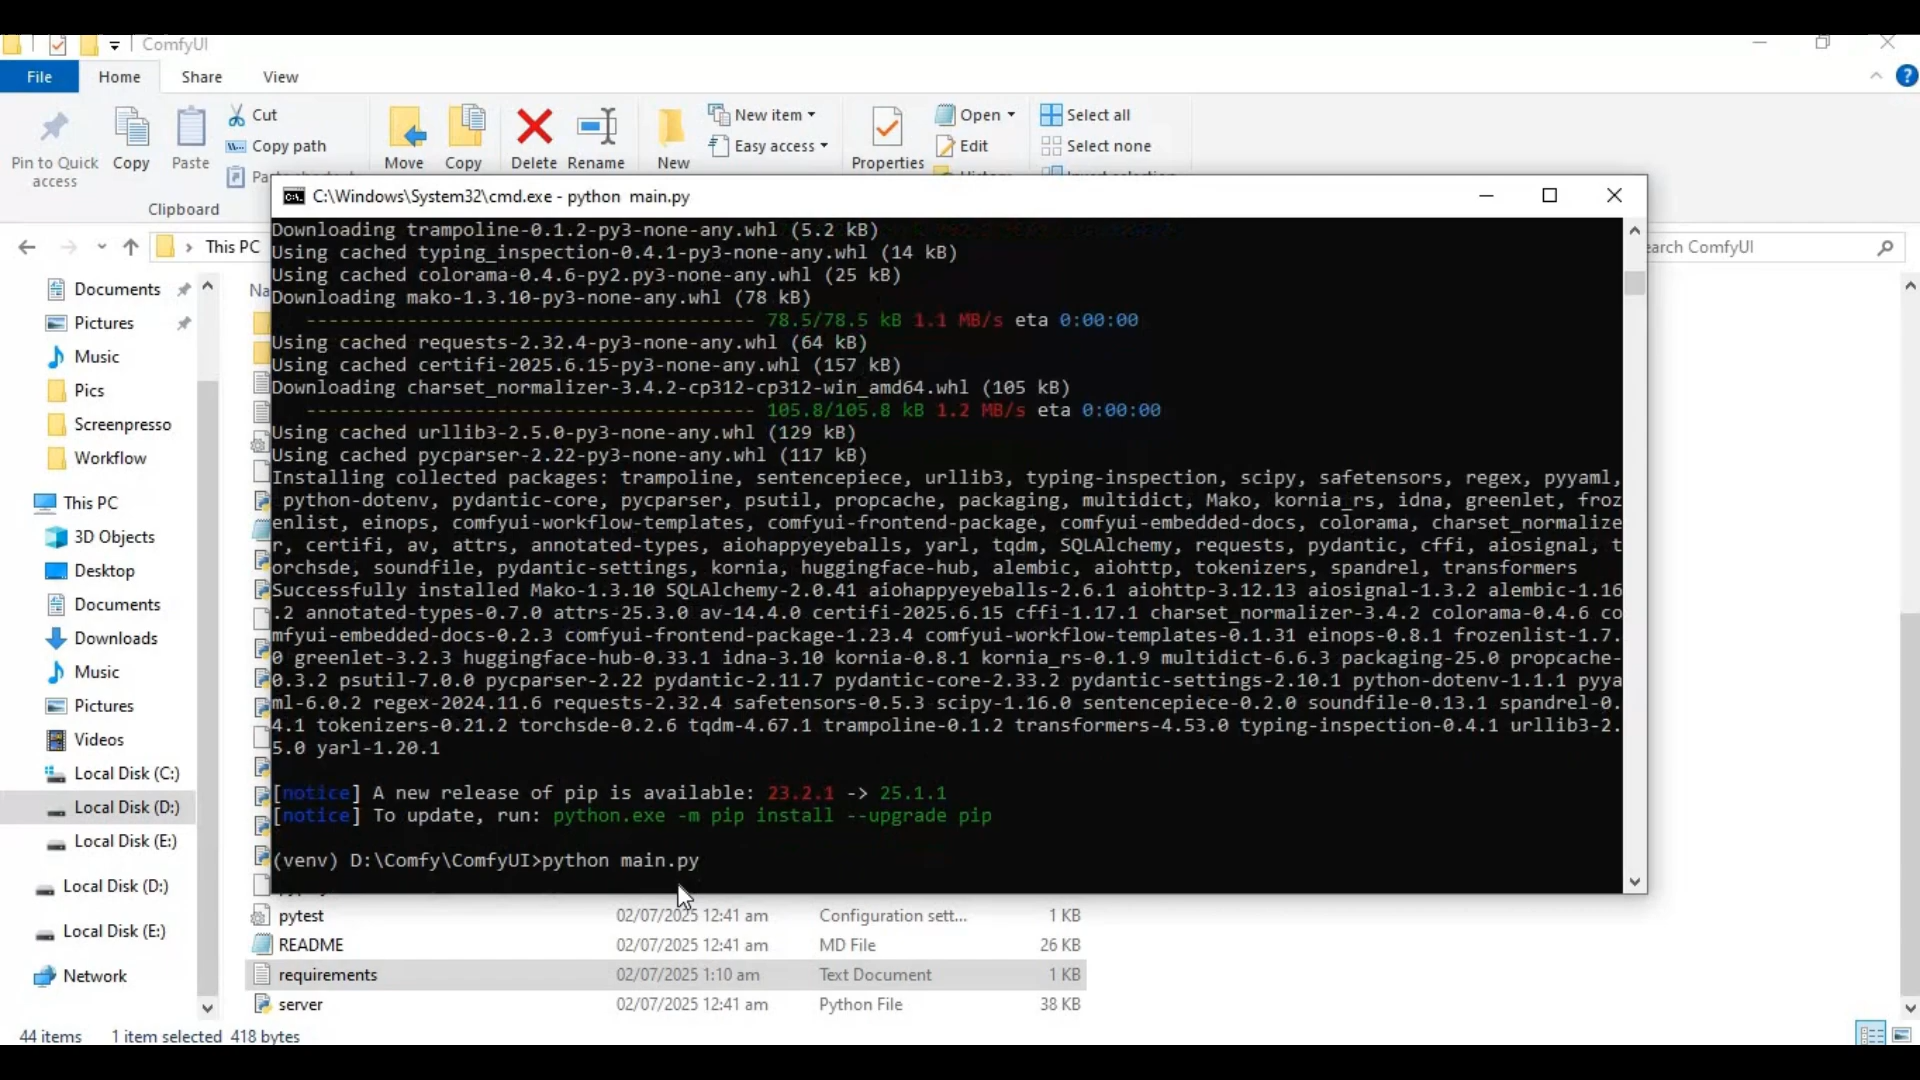 ComfyUI
File
Home
Share
View
Pin to Quick
access
Copy
Paste
Cut
Copy path
Move
Copy
Delete
Rename
New
New item
Easy access
Properties
Open
Edit
Select all
Select none
Clipboard
This PC
Search ComfyUI
C:\Windows\System32\cmd.exe - python  main.py
Downloading trampoline-0.1.2-py3-none-any.whl (5.2 kB)
Using cached typing_inspection-0.4.1-py3-none-any.whl (14 kB)
Using cached colorama-0.4.6-py2.py3-none-any.whl (25 kB)
Downloading mako-1.3.10-py3-none-any.whl (78 kB)
---------------------------------------- 78.5/78.5 kB 1.1 MB/s eta 0:00:00
Using cached requests-2.32.4-py3-none-any.whl (64 kB)
Using cached certifi-2025.6.15-py3-none-any.whl (157 kB)
Downloading charset_normalizer-3.4.2-cp312-cp312-win_amd64.whl (105 kB)
---------------------------------------- 105.8/105.8 kB 1.2 MB/s eta 0:00:00
Using cached urllib3-2.5.0-py3-none-any.whl (129 kB)
Using cached pycparser-2.22-py3-none-any.whl (117 kB)
Installing collected packages: trampoline, sentencepiece, urllib3, typing-inspection, scipy, safetensors, regex, pyyaml,
python-dotenv, pydantic-core, pycparser, psutil, propcache, packaging, multidict, Mako, kornia_rs, idna, greenlet, froz
enlist, einops, comfyui-workflow-templates, comfyui-frontend-package, comfyui-embedded-docs, colorama, charset_normalize
r, certifi, av, attrs, annotated-types, aiohappyeyeballs, yarl, tqdm, SQLAlchemy, requests, pydantic, cffi, aiosignal, t
orchsde, soundfile, pydantic-settings, kornia, huggingface-hub, alembic, aiohttp, tokenizers, spandrel, transformers
Successfully installed Mako-1.3.10 SQLAlchemy-2.0.41 aiohappyeyeballs-2.6.1 aiohttp-3.12.13 aiosignal-1.3.2 alembic-1.16
.2 annotated-types-0.7.0 attrs-25.3.0 av-14.4.0 certifi-2025.6.15 cffi-1.17.1 charset_normalizer-3.4.2 colorama-0.4.6 co
mfyui-embedded-docs-0.2.3 comfyui-frontend-package-1.23.4 comfyui-workflow-templates-0.1.31 einops-0.8.1 frozenlist-1.7.
0 greenlet-3.2.3 huggingface-hub-0.33.1 idna-3.10 kornia-0.8.1 kornia_rs-0.1.9 multidict-6.6.3 packaging-25.0 propcache-
0.3.2 psutil-7.0.0 pycparser-2.22 pydantic-2.11.7 pydantic-core-2.33.2 pydantic-settings-2.10.1 python-dotenv-1.1.1 pyya
ml-6.0.2 regex-2024.11.6 requests-2.32.4 safetensors-0.5.3 scipy-1.16.0 sentencepiece-0.2.0 soundfile-0.13.1 spandrel-0.
4.1 tokenizers-0.21.2 torchsde-0.2.6 tqdm-4.67.1 trampoline-0.1.2 transformers-4.53.0 typing-inspection-0.4.1 urllib3-2.
5.0 yarl-1.20.1
[notice] A new release of pip is available: 23.2.1 -> 25.1.1
[notice] To update, run: python.exe -m pip install --upgrade pip
(venv) D:\Comfy\ComfyUI>python main.py
Documents
Pictures
Music
Pics
Screenpresso
Workflow
This PC
3D Objects
Desktop
Documents
Downloads
Music
Pictures
Videos
Local Disk (C:)
Local Disk (D:)
Local Disk (E:)
Local Disk (D:)
Local Disk (E:)
Network
pytest 02/07/2025 12:41 am Configuration sett... 1 KB
README 02/07/2025 12:41 am MD File 26 KB
requirements 02/07/2025 1:10 am Text Document 1 KB
server 02/07/2025 12:41 am Python File 38 KB
44 items 1 item selected 418 bytes